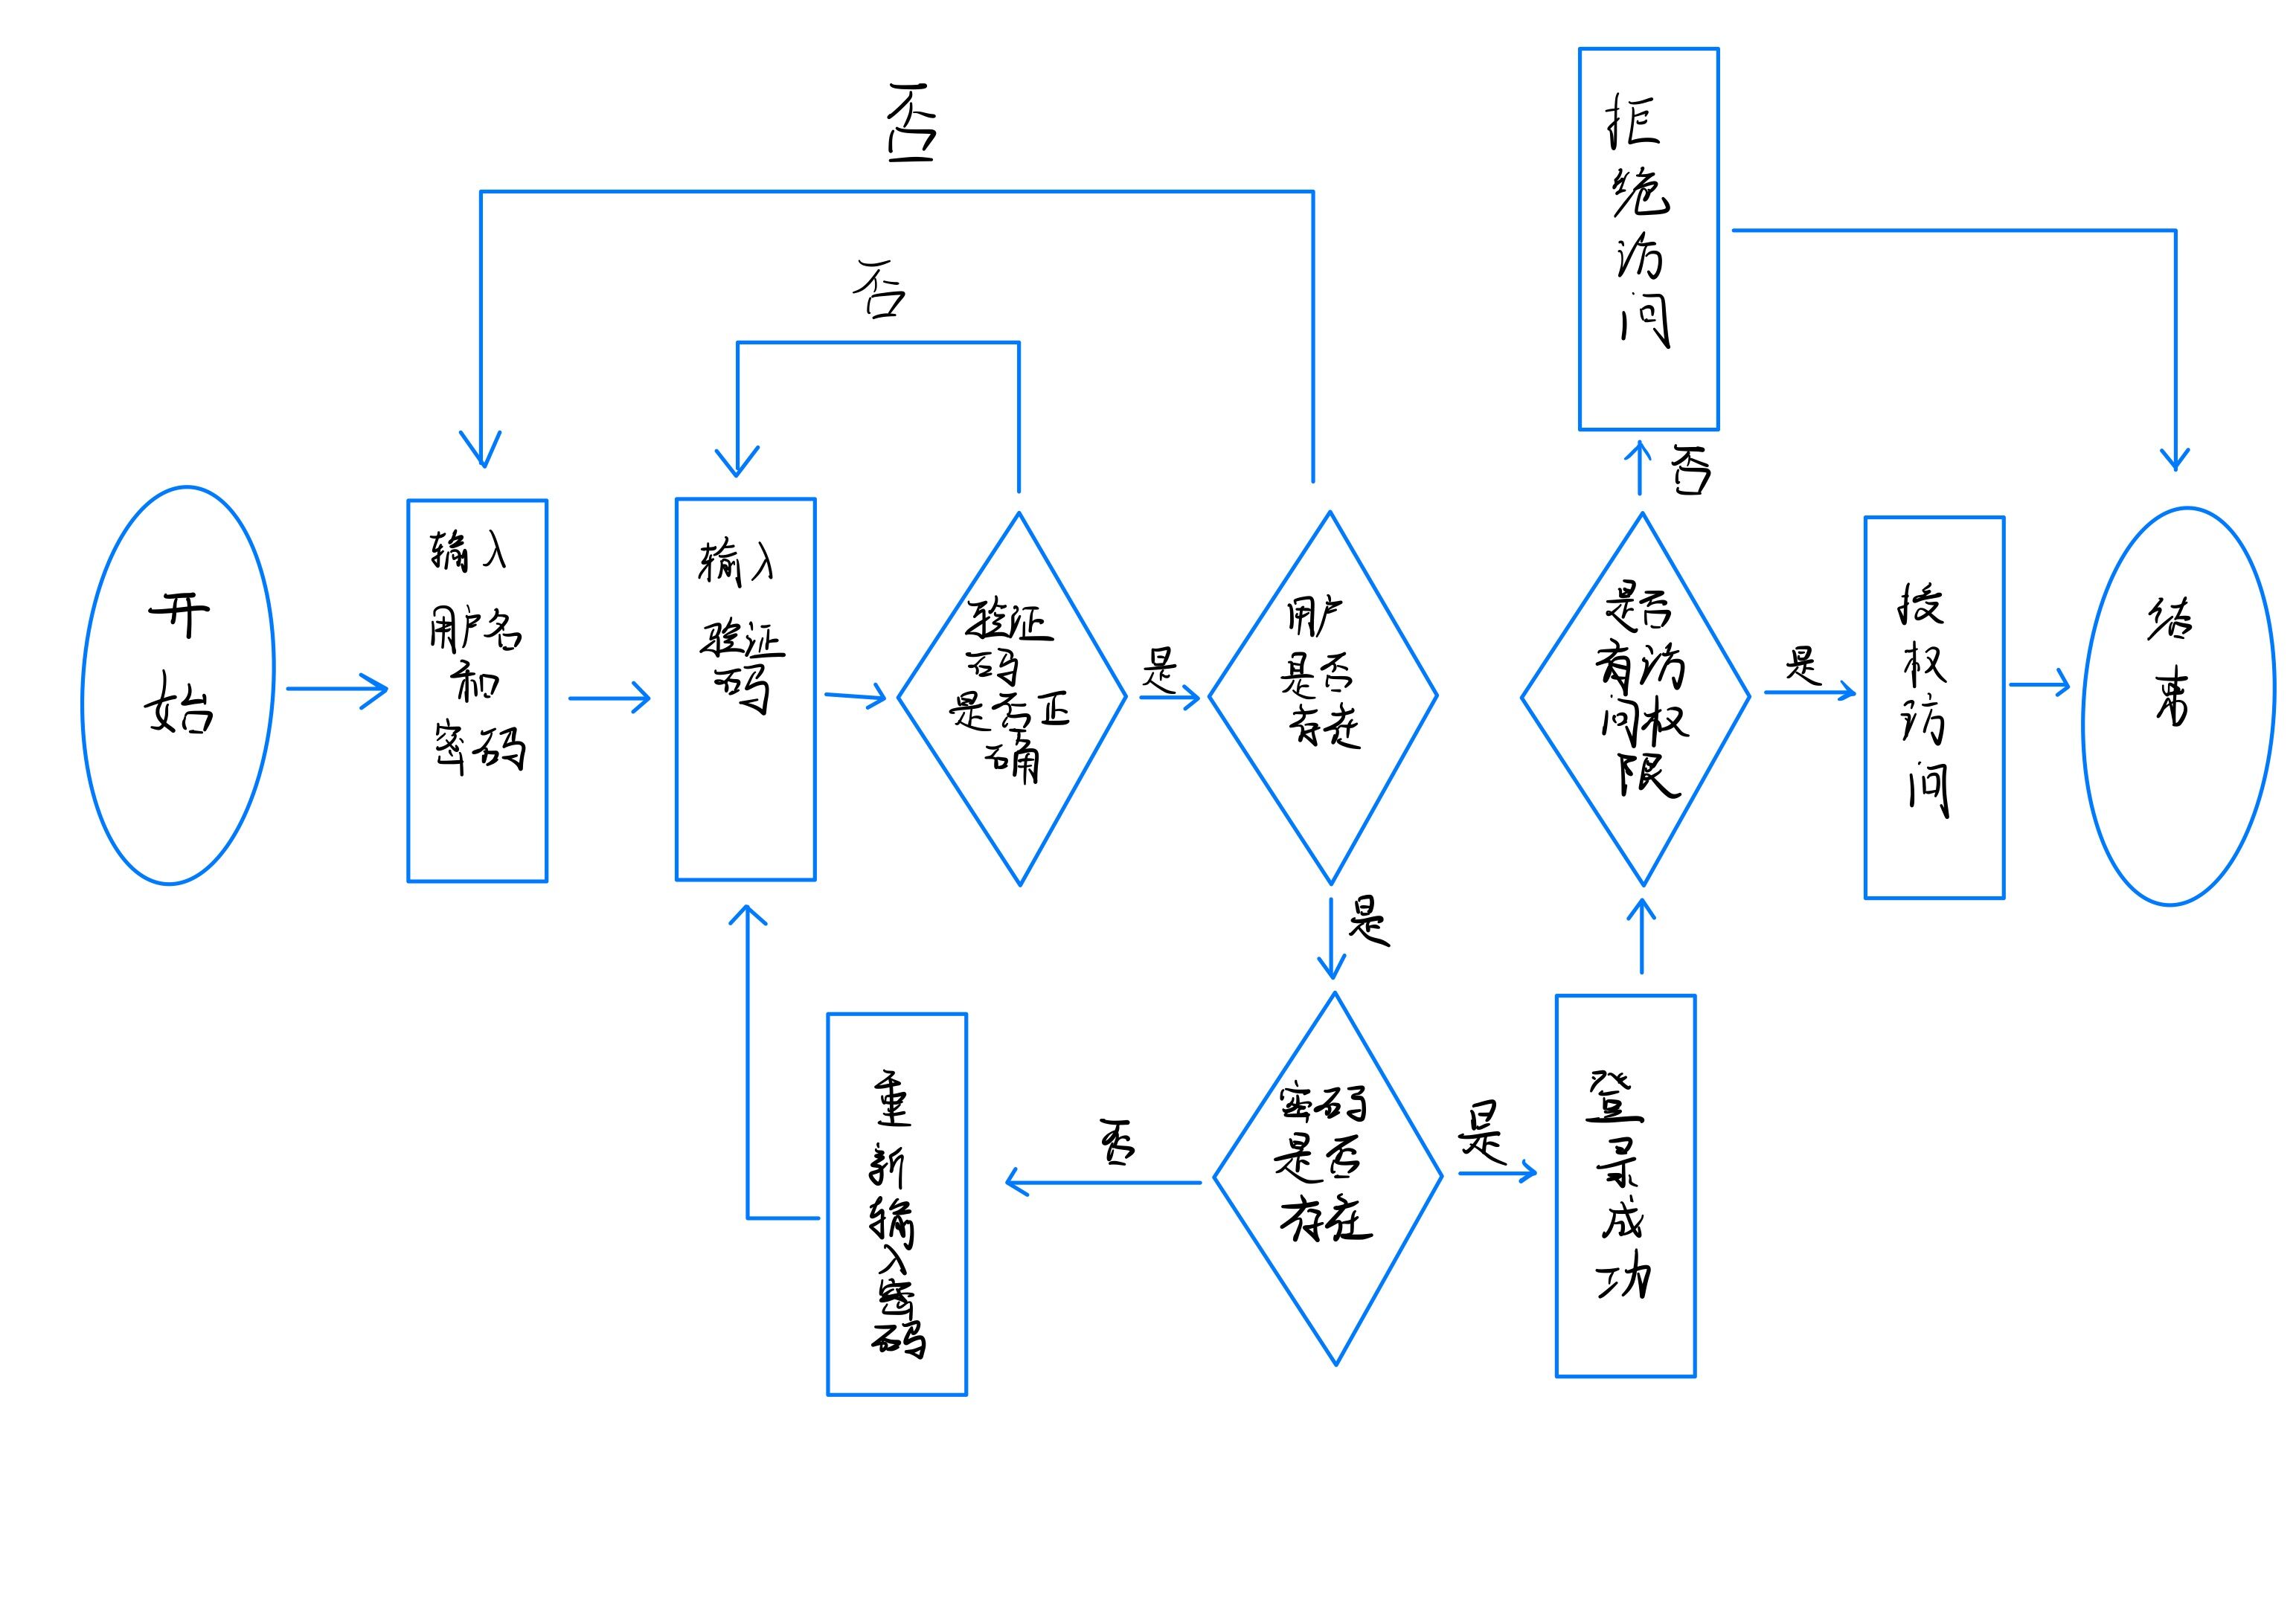 否
否
拒
绝
访
问
否
开
始
输入
用户名
和
密码
输入
验证
码
验证
码
是否正
确
是
用户
是否
存在
是
是否
有访
问权
限
是
授
权
访
问
结
束
重
新
输
入
密
码
否
密码
是否
存在
是
登
录
成
功